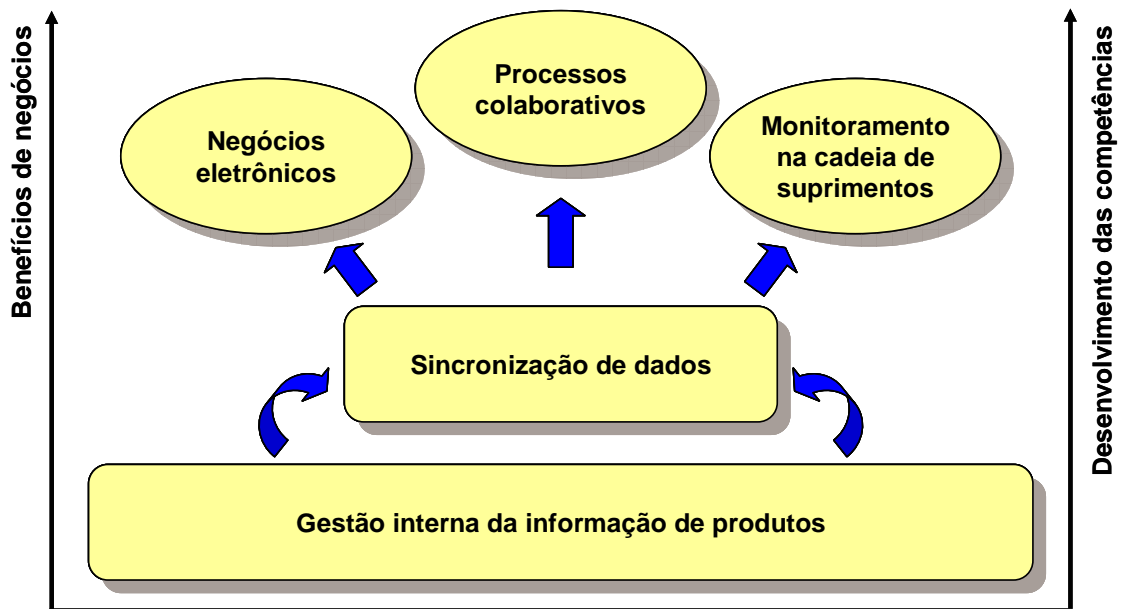 Benefícios de negócios
Processos
colaborativos
Negócios
eletrônicos
Monitoramento
na cadeia de
suprimentos
Sincronização de dados
Gestão interna da informação de produtos
Desenvolvimento das competências